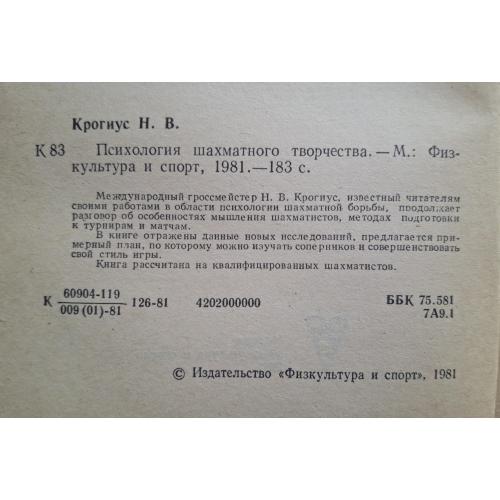 Крогиус Н. В.
К 83 Психология шахматного творчества. — М.: Физ-
культура и спорт, 1981.—183 с.
Международный гроссмейстер Н. В. Крогиус, известный читателям
своими работами в области психологии шахматной борьбы, продолжает
разговор об особенностях мышления шахматистов, методах подготовки
к турнирам и матчам.
В книге отражены данные новых исследований, предлагается при-
мерный план, по которому можно изучать соперников и совершенствовать
свой стиль игры.
Книга рассчитана на квалифицированных шахматистов.
К 60904-119 126-81 4202000000 ББК 75.581
009 (01)-81 7А9.1
© Издательство «Физкультура и спорт», 1981